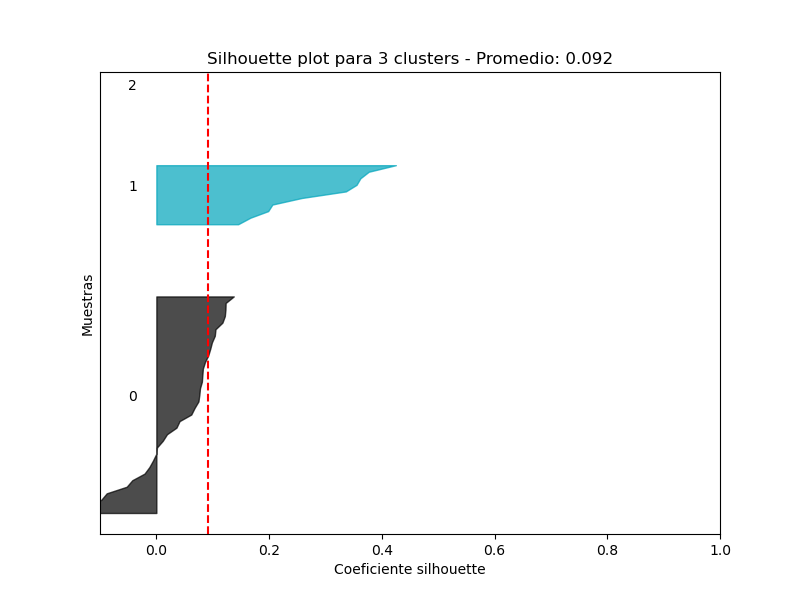 Silhouette plot para 3 clusters - Promedio: 0.092
2
1
0
Muestras
0.0 0.2 0.4 0.6 0.8 1.0
Coeficiente silhouette